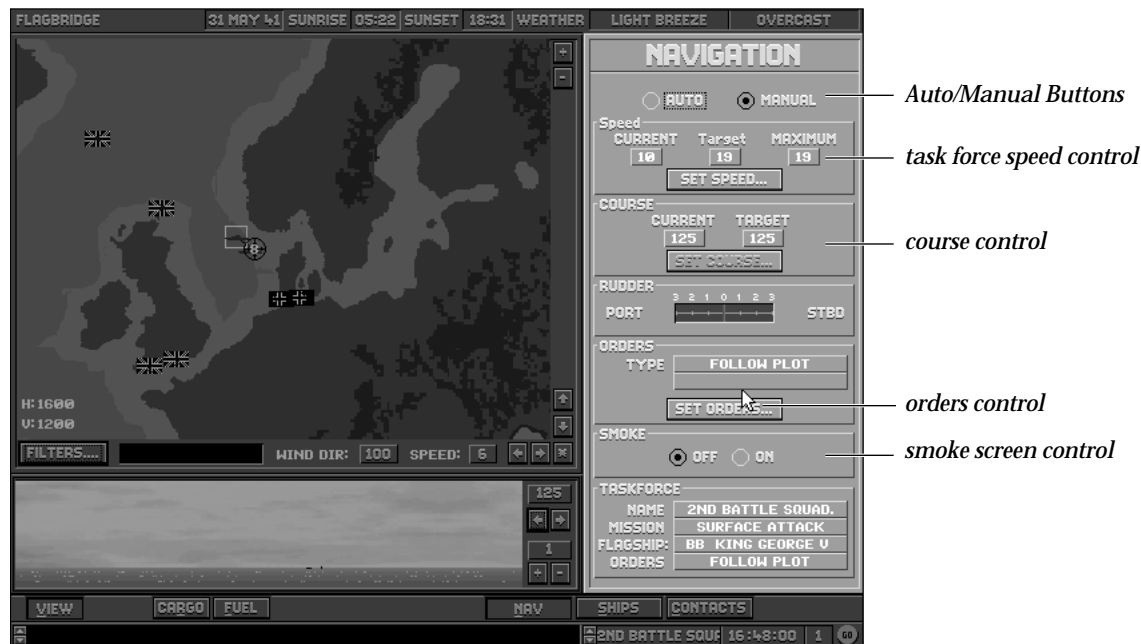 FLAGBRIDGE 31 MAY 41 SUNRISE 05:22 SUNSET 18:31 WEATHER LIGHT BREEZE OVERCAST
NAVIGATION
AUTO MANUAL
Auto/Manual Buttons
Speed
CURRENT Target MAXIMUM
10 19 19
task force speed control
SET SPEED...
COURSE
CURRENT TARGET
125 125
course control
SET COURSE...
RUDDER
3 2 1 0 1 2 3
PORT STBD
ORDERS
TYPE FOLLOW PLOT
SET ORDERS...
orders control
SMOKE
OFF ON
smoke screen control
TASKFORCE
NAME 2ND BATTLE SQUAD.
MISSION SURFACE ATTACK
FLAGSHIP: BB KING GEORGE V
ORDERS FOLLOW PLOT
+
-
8
H:1600
V:1200
FILTERS.... WIND DIR: 100 SPEED: 6
125
1
+ -
VIEW CARGO FUEL NAV SHIPS CONTACTS
2ND BATTLE SQUA 16:48:00 1 GO